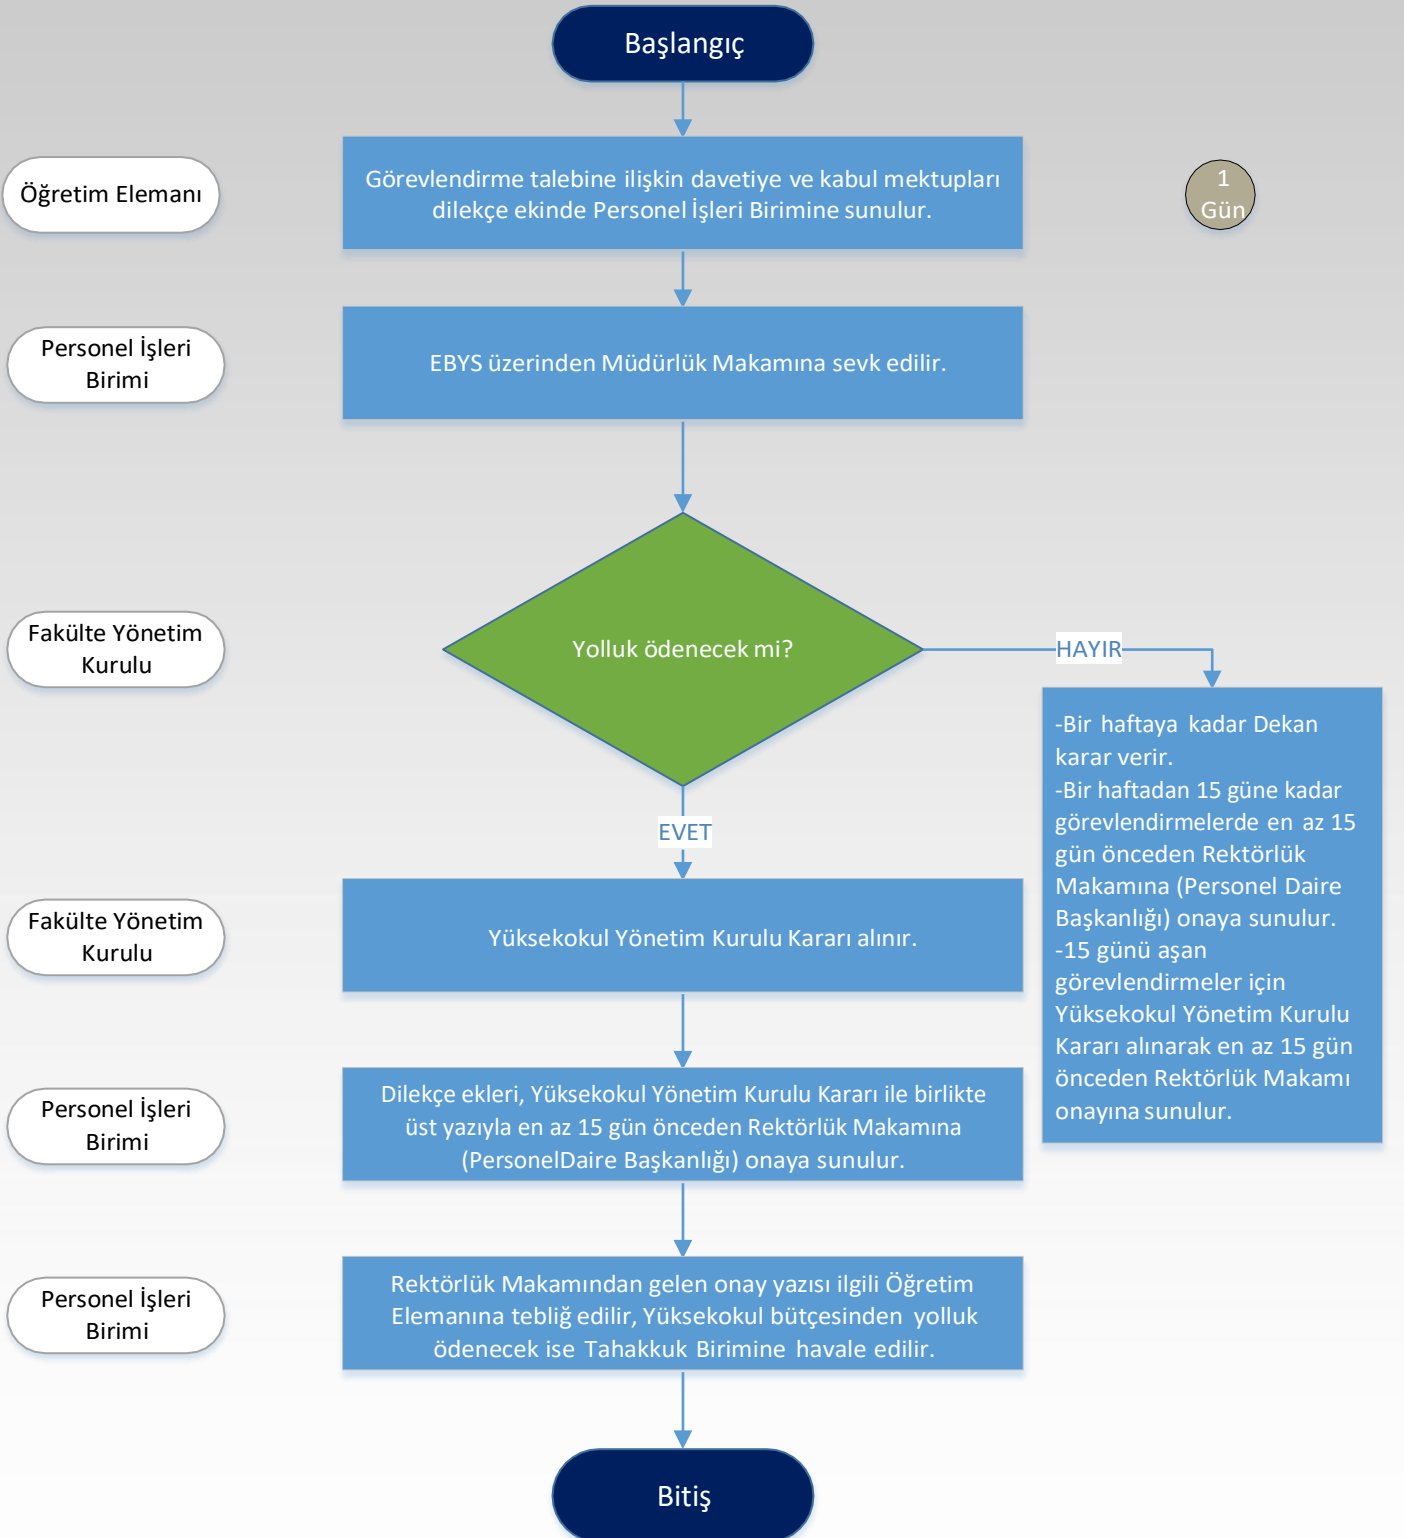 Başlangıç
Öğretim Elemanı
Görevlendirme talebine ilişkin davetiye ve kabul mektupları
dilekçe ekinde Personel İşleri Birimine sunulur.
1
Gün
Personel İşleri
Birimi
EBYS üzerinden Müdürlük Makamına sevk edilir.
Fakülte Yönetim
Kurulu
Yolluk ödenecek mi?
HAYIR
-Bir haftaya kadar Dekan
karar verir.
-Bir haftadan 15 güne kadar
görevlendirmelerde en az 15
gün önceden Rektörlük
Makamına (Personel Daire
Başkanlığı) onaya sunulur.
-15 günü aşan
görevlendirmeler için
Yüksekokul Yönetim Kurulu
Kararı alınarak en az 15 gün
önceden Rektörlük Makamı
onayına sunulur.
EVET
Fakülte Yönetim
Kurulu
Yüksekokul Yönetim Kurulu Kararı alınır.
Personel İşleri
Birimi
Dilekçe ekleri, Yüksekokul Yönetim Kurulu Kararı ile birlikte
üst yazıyla en az 15 gün önceden Rektörlük Makamına
(PersonelDaire Başkanlığı) onaya sunulur.
Personel İşleri
Birimi
Rektörlük Makamından gelen onay yazısı ilgili Öğretim
Elemanına tebliğ edilir, Yüksekokul bütçesinden yolluk
ödenecek ise Tahakkuk Birimine havale edilir.
Bitiş